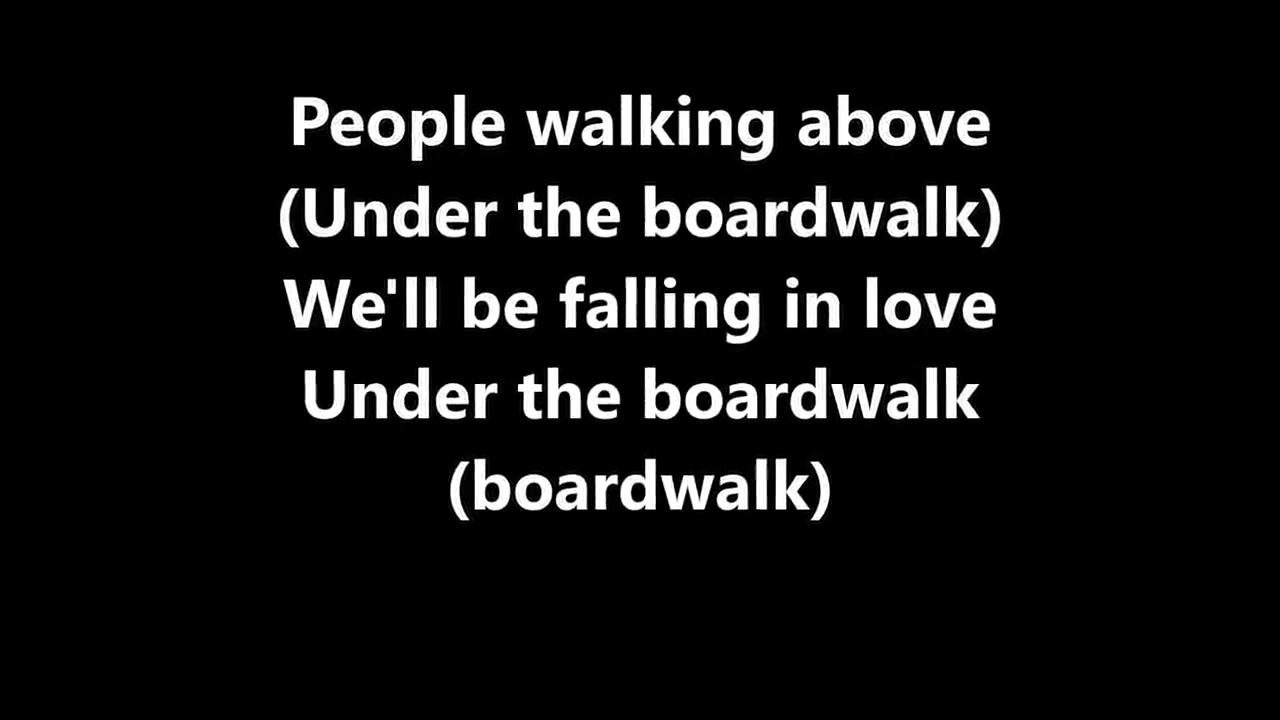 People walking above
(Under the boardwalk)
We'll be falling in love
Under the boardwalk
(boardwalk)